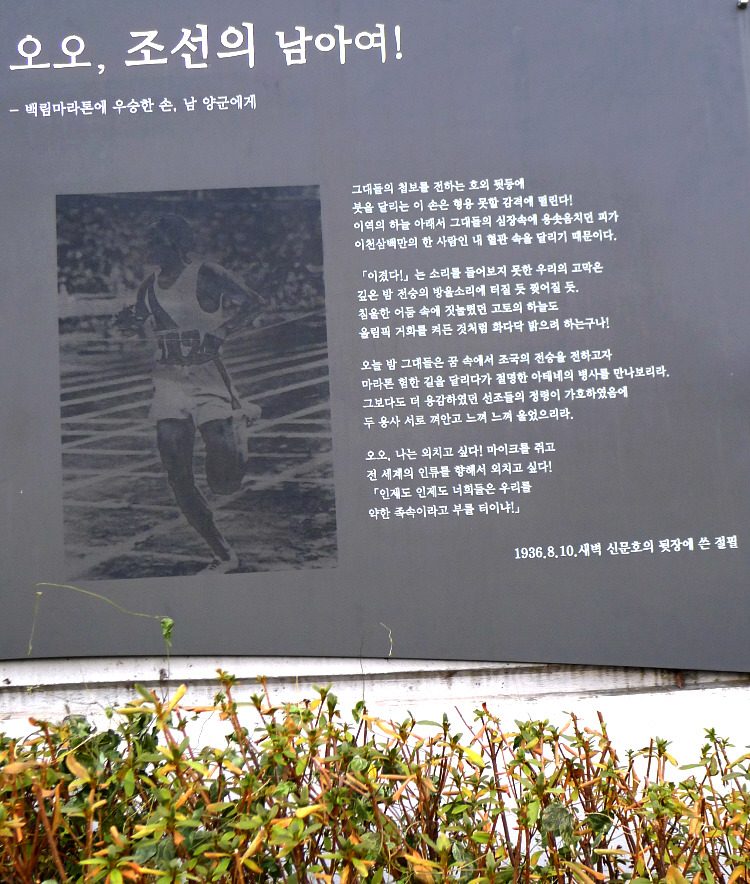 오오, 조선의 남아여!
- 백림마라톤에 우승한 손, 남 양군에게
그대들의 첩보를 전하는 호외 뒷등에
붓을 달리는 이 손은 형용 못할 감격에 떨린다!
이역의 하늘 아래서 그대들의 심장속에 용솟음치던 피가
이천삼백만의 한 사람인 내 혈관 속을 달리기 때문이다.
「이겼다!」는 소리를 들어보지 못한 우리의 고막은
깊은 밤 전승의 방울소리에 터질 듯 찢어질 듯.
침울한 어둠 속에 짓눌렸던 고토의 하늘도
올림픽 거화를 켜든 것처럼 화다닥 밝으려 하는구나!
오늘 밤 그대들은 꿈 속에서 조국의 전승을 전하고자
마라톤 험한 길을 달리다가 절명한 아테네의 병사를 만나보리라.
그보다도 더 용감하였던 선조들의 정령이 가호하였음에
두 용사 서로 껴안고 느껴 느껴 울었으리라.
오오, 나는 외치고 싶다! 마이크를 쥐고
전 세계의 인류를 향해서 외치고 싶다!
「인제도 인제도 너희들은 우리를
약한 족속이라고 부를 터이냐!」
1936.8.10.새벽 신문호의 뒷장에 쓴 절필